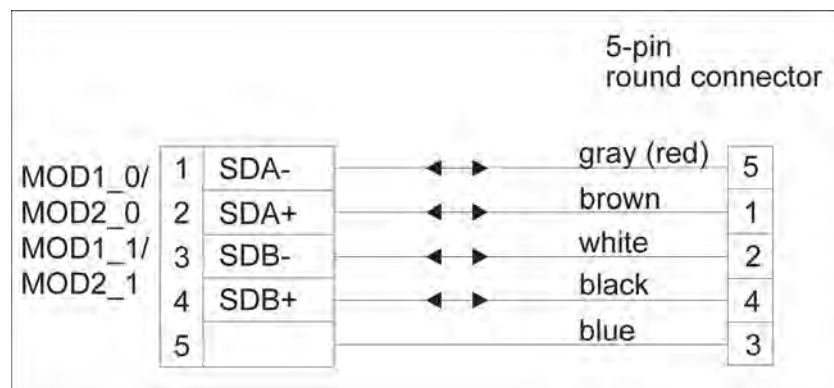 5-pin
round connector
MOD1_0/
MOD2_0
MOD1_1/
MOD2_1
1 SDA- gray (red) 5
2 SDA+ brown 1
3 SDB- white 2
4 SDB+ black 4
5 blue 3